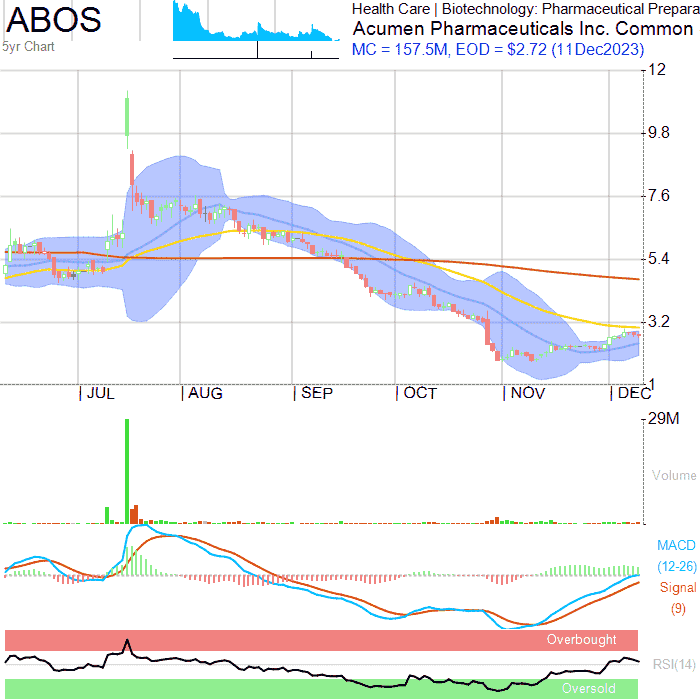 ABOS
5yr Chart
Health Care | Biotechnology: Pharmaceutical Prepara
Acumen Pharmaceuticals Inc. Common
MC = 157.5M, EOD = $2.72 (11Dec2023)
12
9.8
7.6
5.4
3.2
1
JUL
AUG
SEP
OCT
NOV
DEC
29M
Volume
MACD
(12-26)
Signal
(9)
Overbought
RSI(14)
Oversold